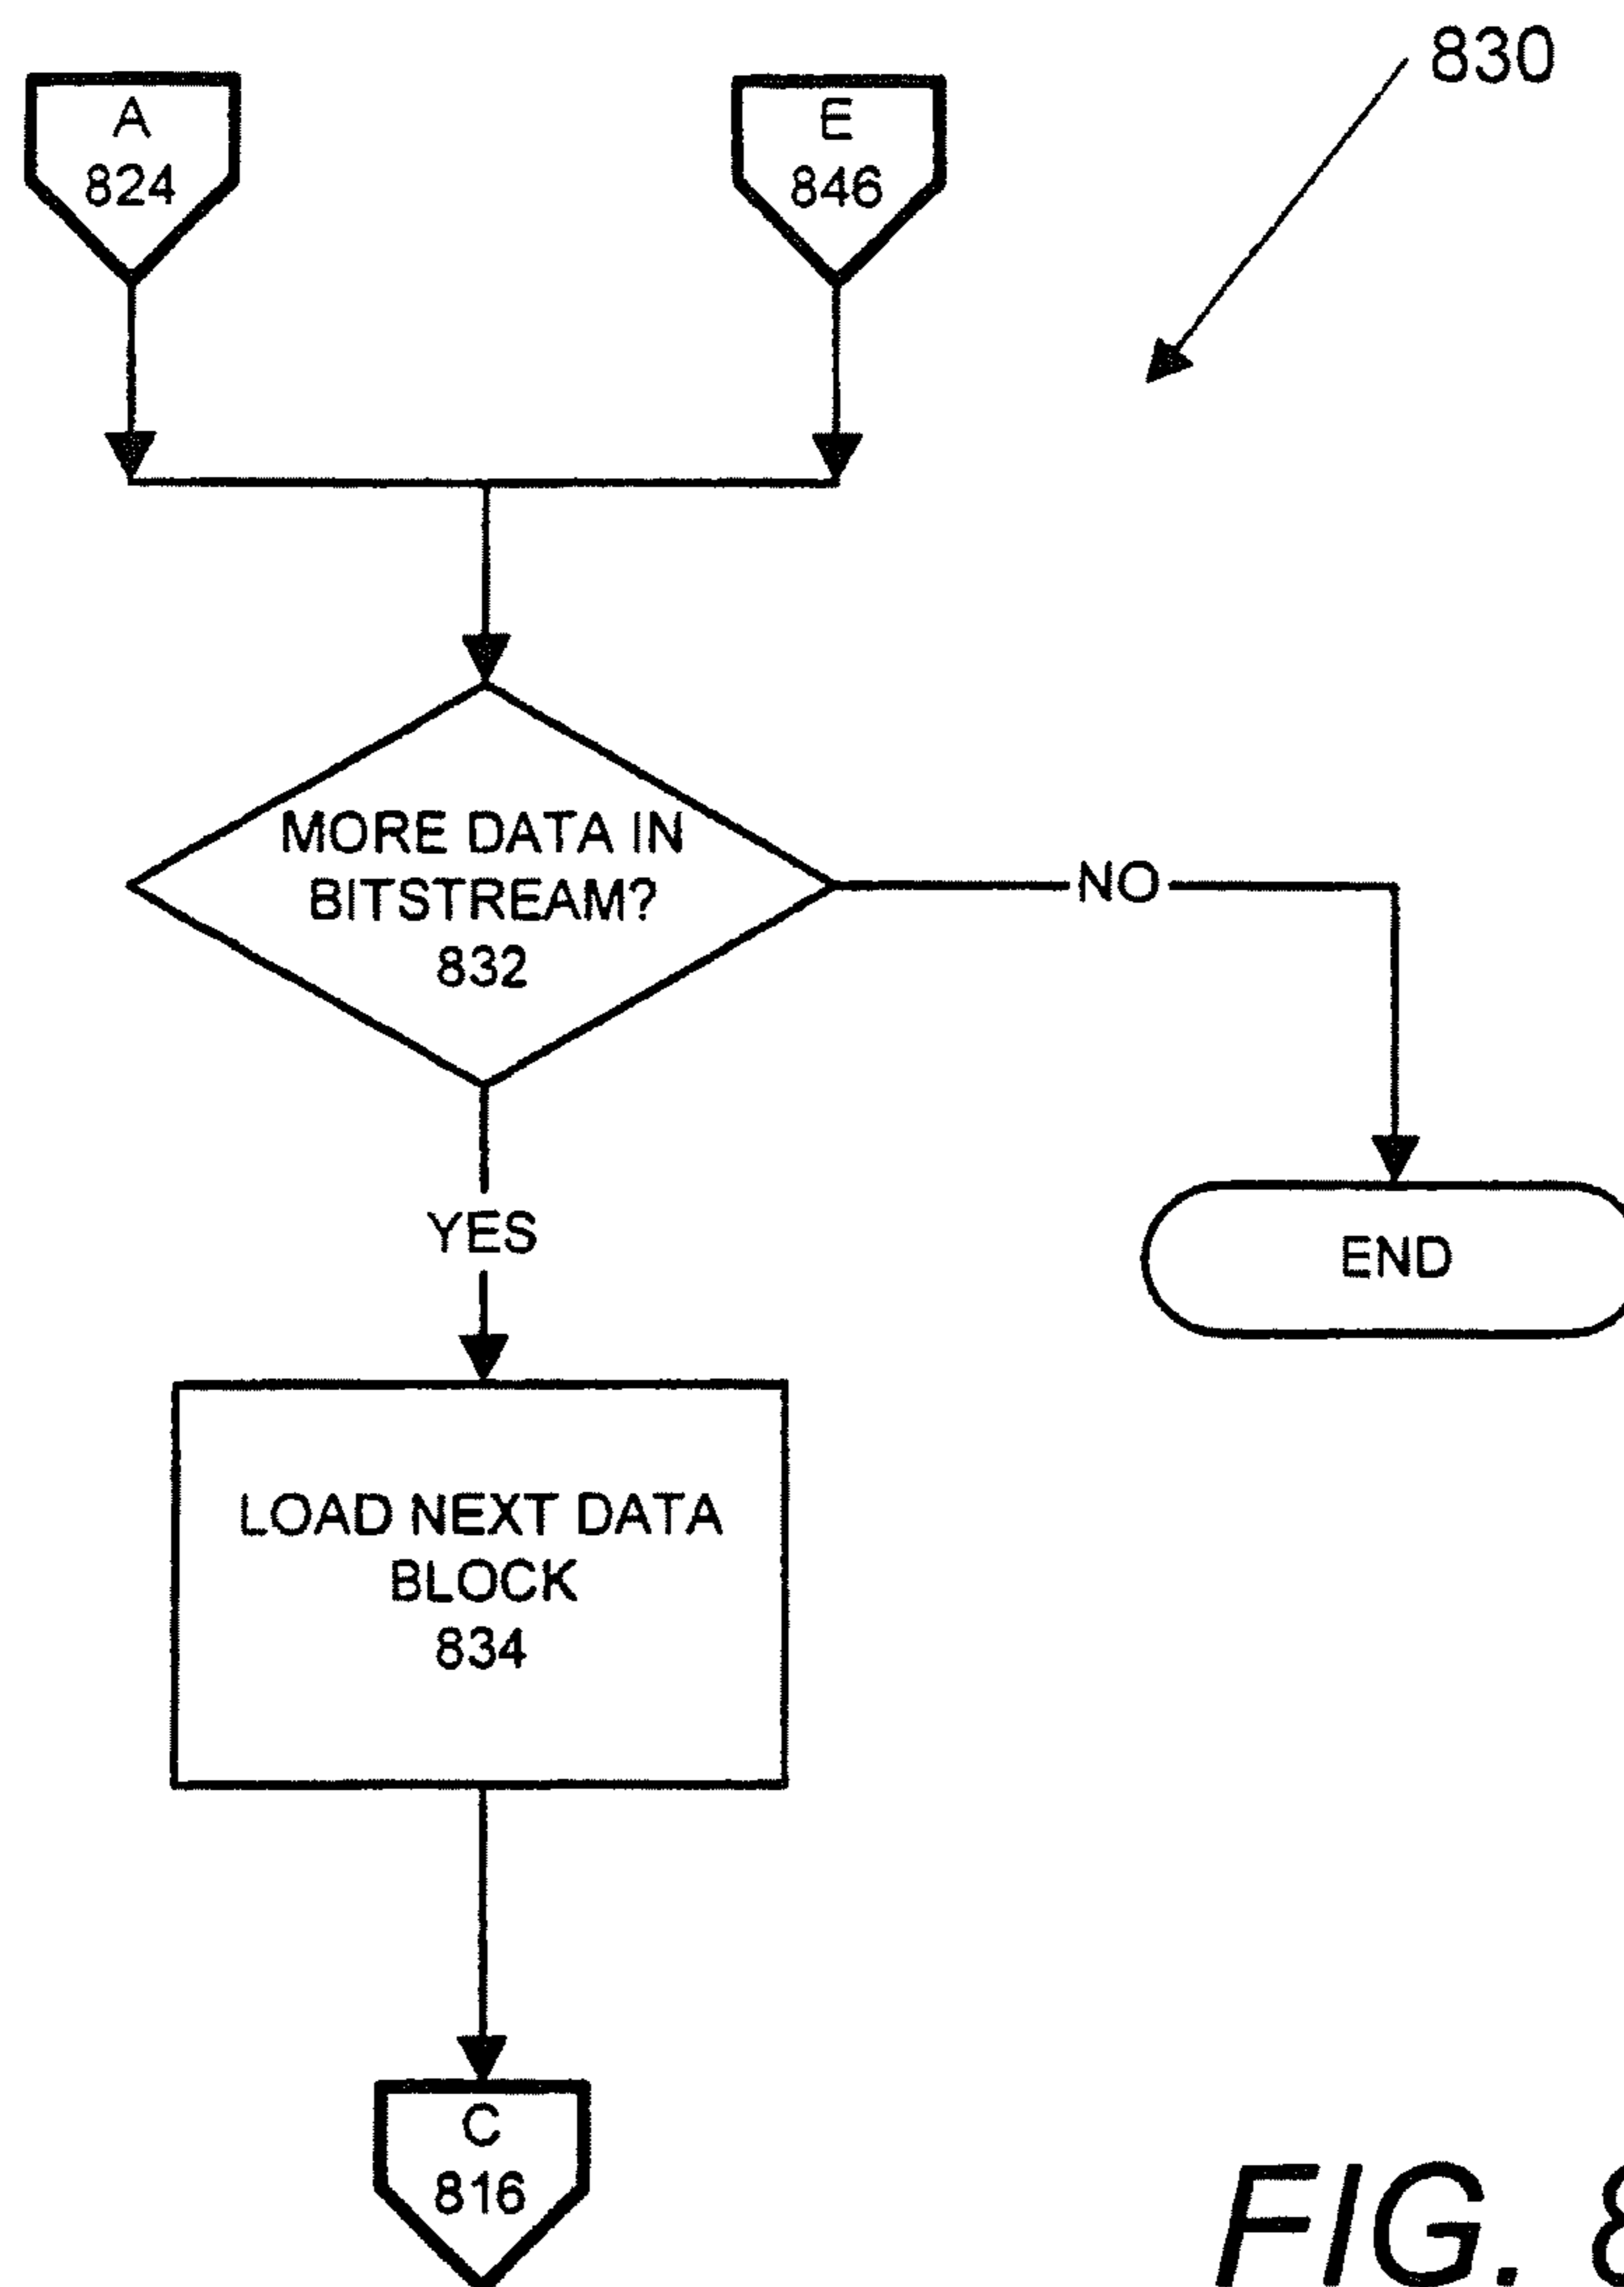 830
A
824
E
846
MORE DATA IN
BITSTREAM?
832
NO
YES
END
LOAD NEXT DATA
BLOCK
834
C
816
FIG. 8